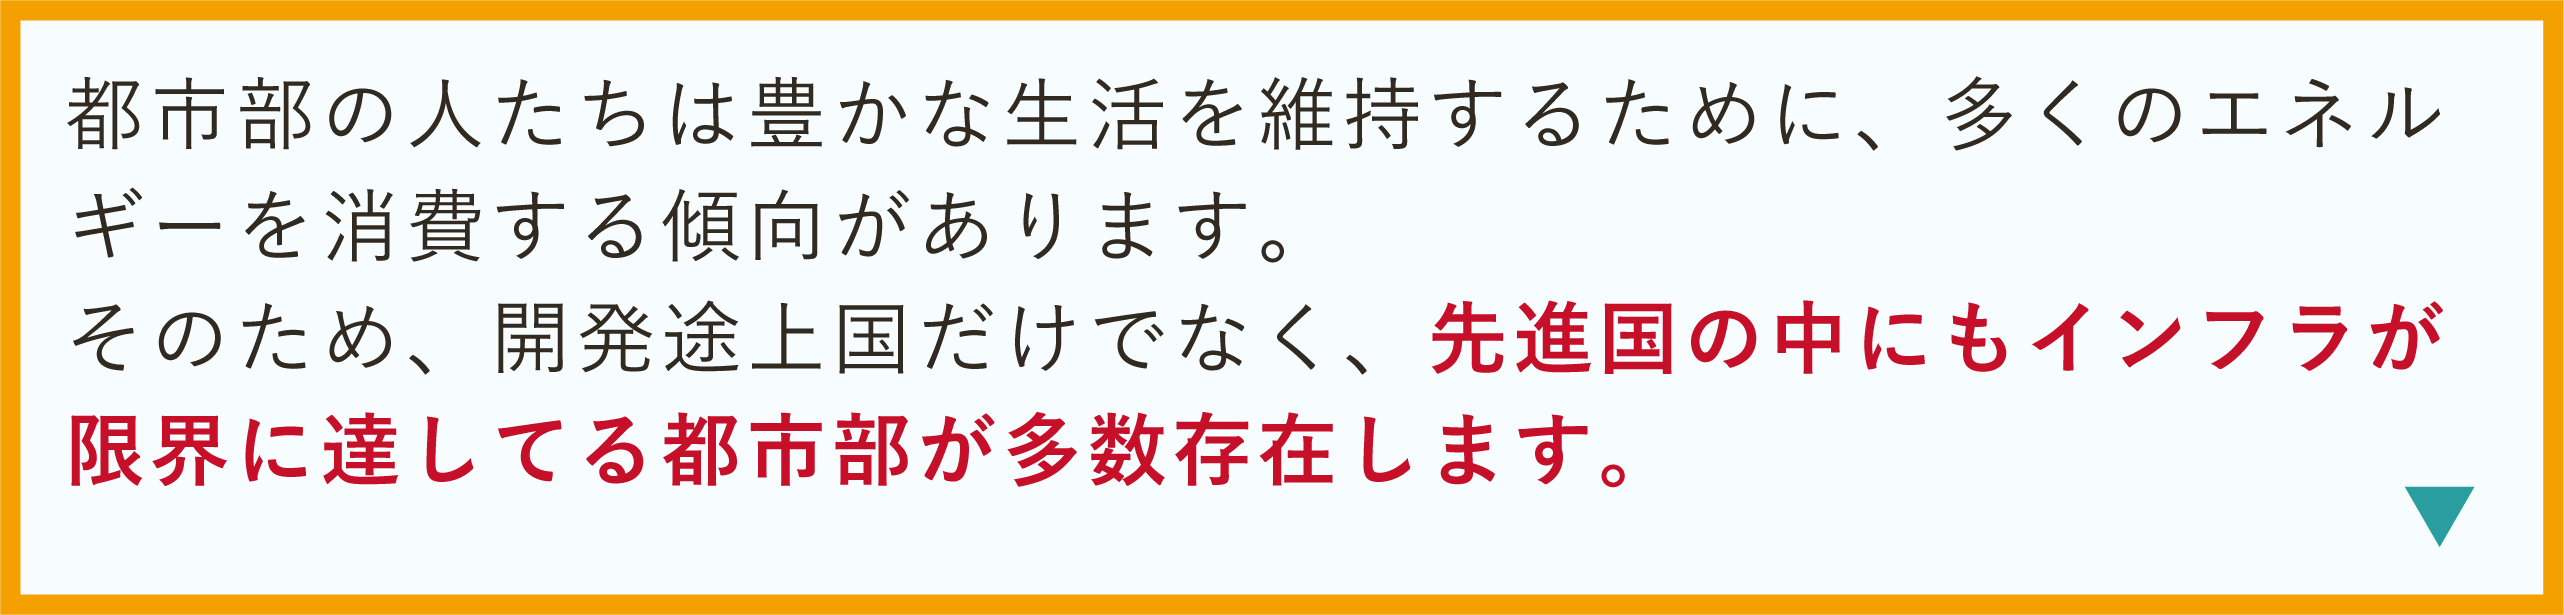 都市部の人たちは豊かな生活を維持するために、多くのエネル
ギーを消費する傾向があります。
そのため、開発途上国だけでなく、先進国の中にもインフラが
限界に達してる都市部が多数存在します。